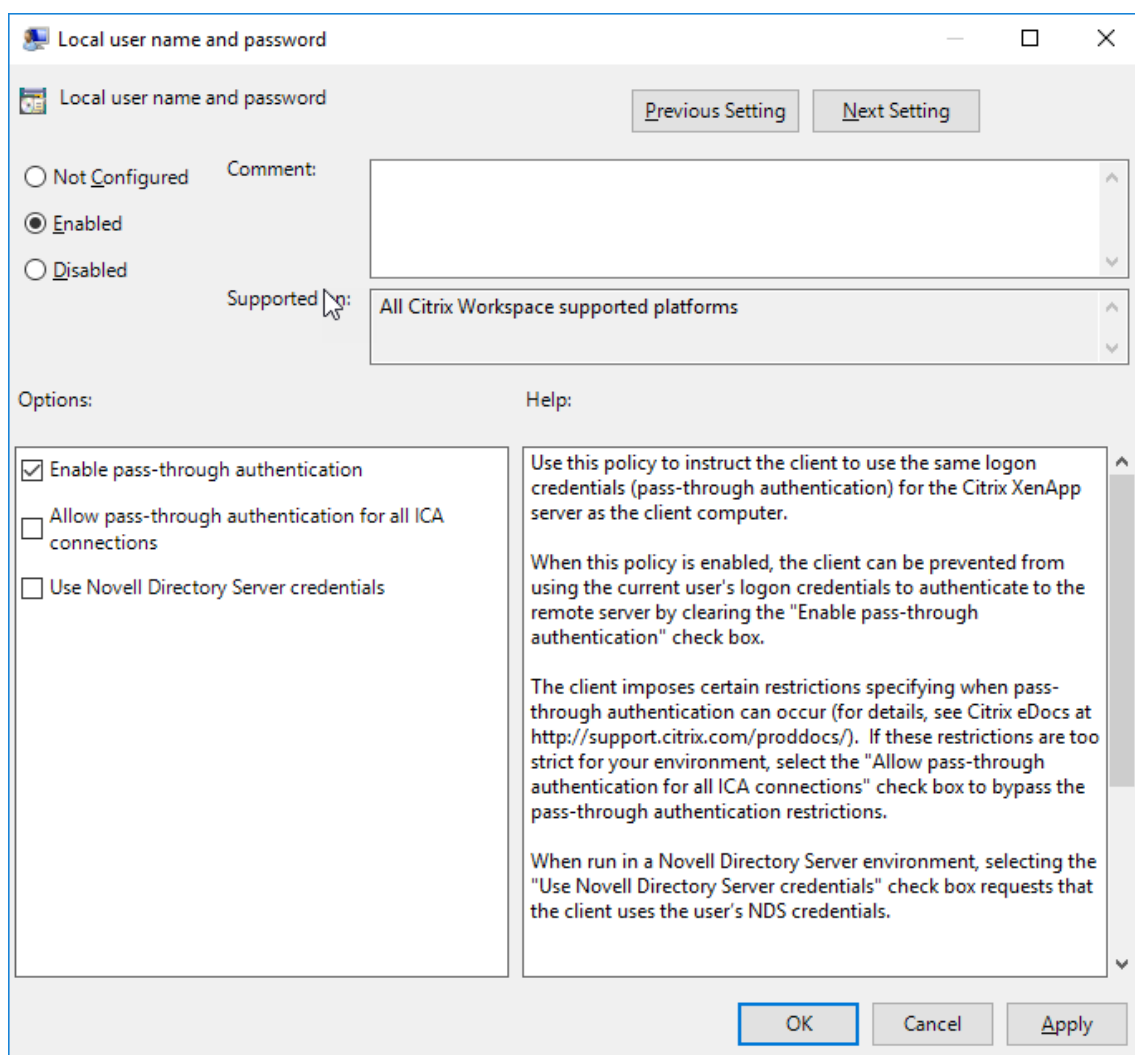 Local user name and password
Local user name and password
Previous Setting
Next Setting
Not Configured
Comment:
Enabled
Disabled
Supported
All Citrix Workspace supported platforms
Options:
Help:
Enable pass-through authentication
Allow pass-through authentication for all ICA
connections
Use Novell Directory Server credentials
Use this policy to instruct the client to use the same logon
credentials (pass-through authentication) for the Citrix XenApp
server as the client computer.
When this policy is enabled, the client can be prevented from
using the current user's logon credentials to authenticate to the
remote server by clearing the "Enable pass-through
authentication" check box.
The client imposes certain restrictions specifying when pass-
through authentication can occur (for details, see Citrix eDocs at
http://support.citrix.com/proddocs/).  If these restrictions are too
strict for your environment, select the "Allow pass-through
authentication for all ICA connections" check box to bypass the
pass-through authentication restrictions.
When run in a Novell Directory Server environment, selecting the
"Use Novell Directory Server credentials" check box requests that
the client uses the user's NDS credentials.
OK
Cancel
Apply